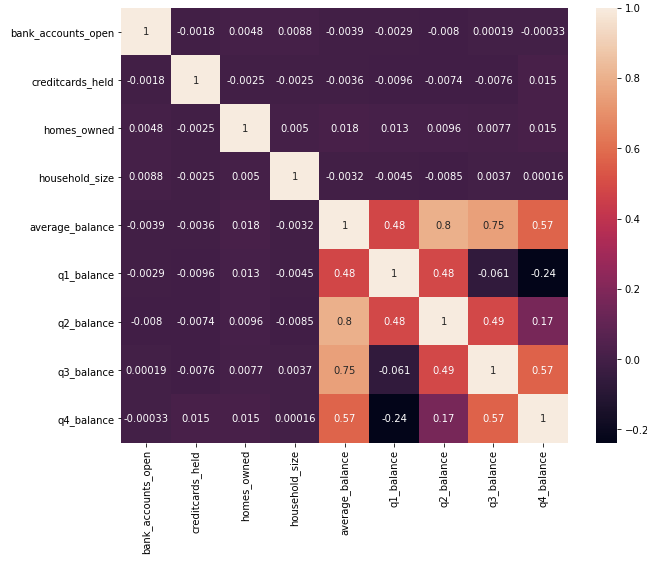 bank_accounts_open 1 -0.0018 0.0048 0.0088 -0.0039 -0.0029 -0.008 0.00019 -0.00033
creditcards_held -0.0018 1 -0.0025 -0.0025 -0.0036 -0.0096 -0.0074 -0.0076 0.015
homes_owned 0.0048 -0.0025 1 0.005 0.018 0.013 0.0096 0.0077 0.015
household_size 0.0088 -0.0025 0.005 1 -0.0032 -0.0045 -0.0085 0.0037 0.00016
average_balance -0.0039 -0.0036 0.018 -0.0032 1 0.48 0.8 0.75 0.57
q1_balance -0.0029 -0.0096 0.013 -0.0045 0.48 1 0.48 -0.061 -0.24
q2_balance -0.008 -0.0074 0.0096 -0.0085 0.8 0.48 1 0.49 0.17
q3_balance 0.00019 -0.0076 0.0077 0.0037 0.75 -0.061 0.49 1 0.57
q4_balance -0.00033 0.015 0.015 0.00016 0.57 -0.24 0.17 0.57 1
bank_accounts_open
creditcards_held
homes_owned
household_size
average_balance
q1_balance
q2_balance
q3_balance
q4_balance
1.0
0.8
0.6
0.4
0.2
0.0
−0.2